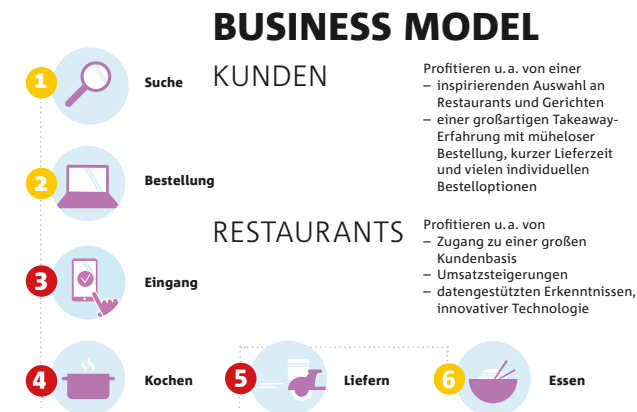 BUSINESS MODEL
1
Suche
KUNDEN
Profitieren u. a. von einer
– inspirierenden Auswahl an
Restaurants und Gerichten
– einer großartigen Takeaway-
Erfahrung mit müheloser
Bestellung, kurzer Lieferzeit
und vielen individuellen
Bestelloptionen
2
Bestellung
RESTAURANTS
Profitieren u. a. von
– Zugang zu einer großen
Kundenbasis
– Umsatzsteigerungen
– datengestützten Erkenntnissen,
innovativer Technologie
3
Eingang
4
Kochen
5
Liefern
6
Essen